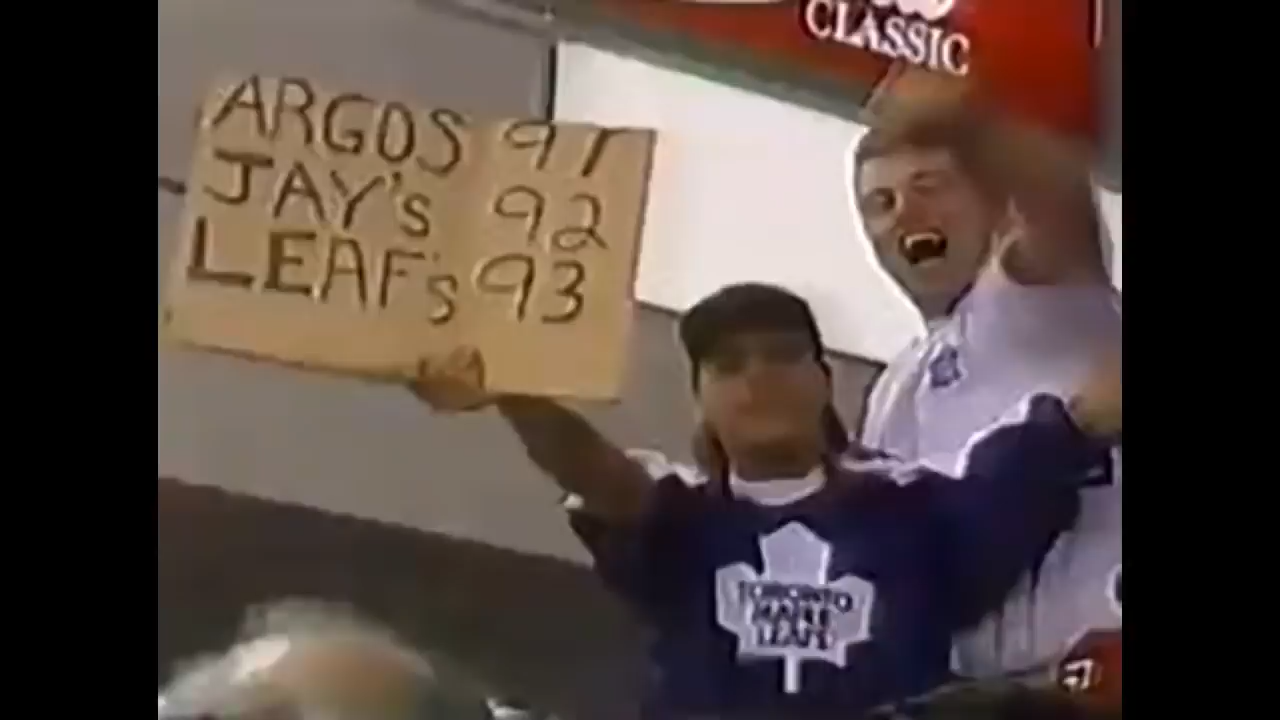 CLASSIC
ARGOS 91
JAY's 92
LEAF's 93
TORONTO
MAPLE
LEAFS